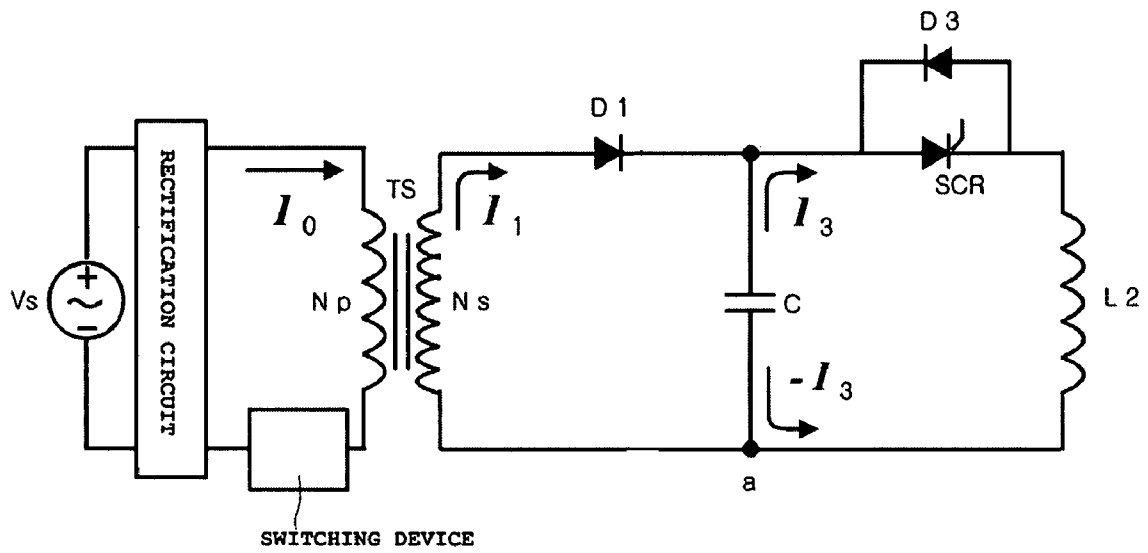 D 3
D 1
SCR
TS
I 0
I 1
I 3
Vs
+
−
RECTIFICATION CIRCUIT
N p
N s
C
L 2
- I 3
a
SWITCHING DEVICE